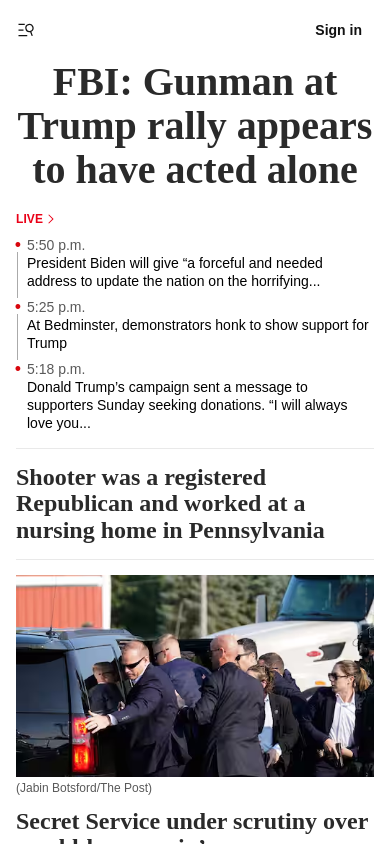 Sign in
FBI: Gunman at
Trump rally appears
to have acted alone
LIVE
5:50 p.m.
President Biden will give “a forceful and needed
address to update the nation on the horrifying...
5:25 p.m.
At Bedminster, demonstrators honk to show support for
Trump
5:18 p.m.
Donald Trump’s campaign sent a message to
supporters Sunday seeking donations. “I will always
love you...
Shooter was a registered
Republican and worked at a
nursing home in Pennsylvania
(Jabin Botsford/The Post)
Secret Service under scrutiny over